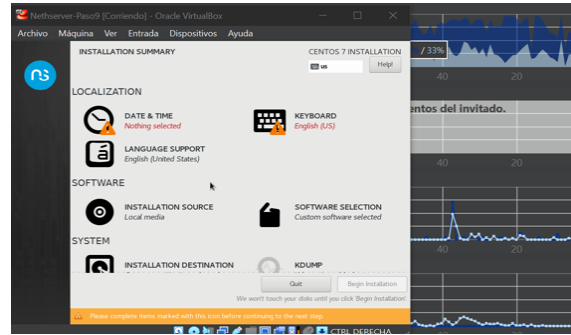 Nethserver-Paso9 [Corriendo] - Oracle VirtualBox
Archivo Máquina Ver Entrada Dispositivos Ayuda
INSTALLATION SUMMARY
CENTOS 7 INSTALLATION
us
Help!
ns
/ 33%
40 20
LOCALIZATION
DATE & TIME
Nothing selected
KEYBOARD
English (US)
entos del invitado.
LANGUAGE SUPPORT
English (United States)
40 20
SOFTWARE
INSTALLATION SOURCE
Local media
SOFTWARE SELECTION
Custom software selected
SYSTEM
40 20
INSTALLATION DESTINATION
KDUMP
Quit
Begin Installation
We won't touch your disks until you click 'Begin Installation'.
Please complete items marked with this icon before continuing to the next step.
CTRL DERECHA